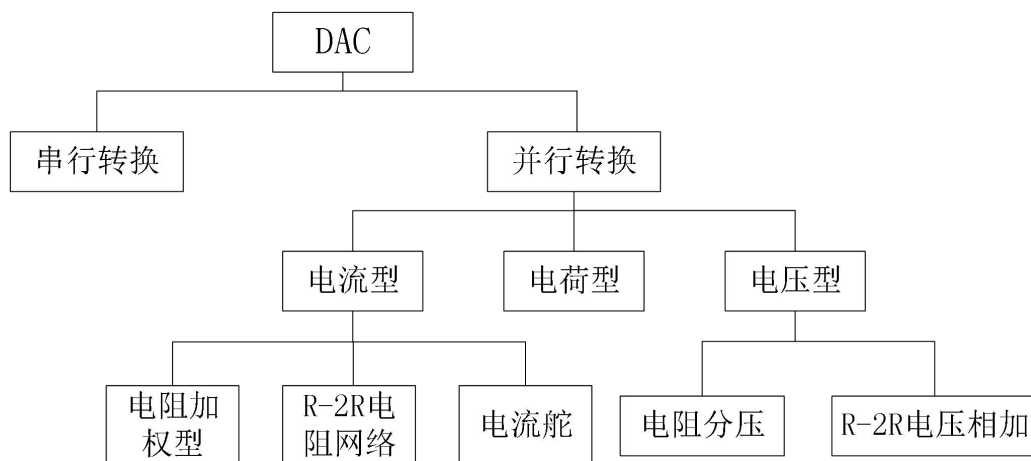 DAC
串行转换
并行转换
电流型
电荷型
电压型
电阻加
权型
R-2R电
阻网络
电流舵
电阻分压
R-2R电压相加